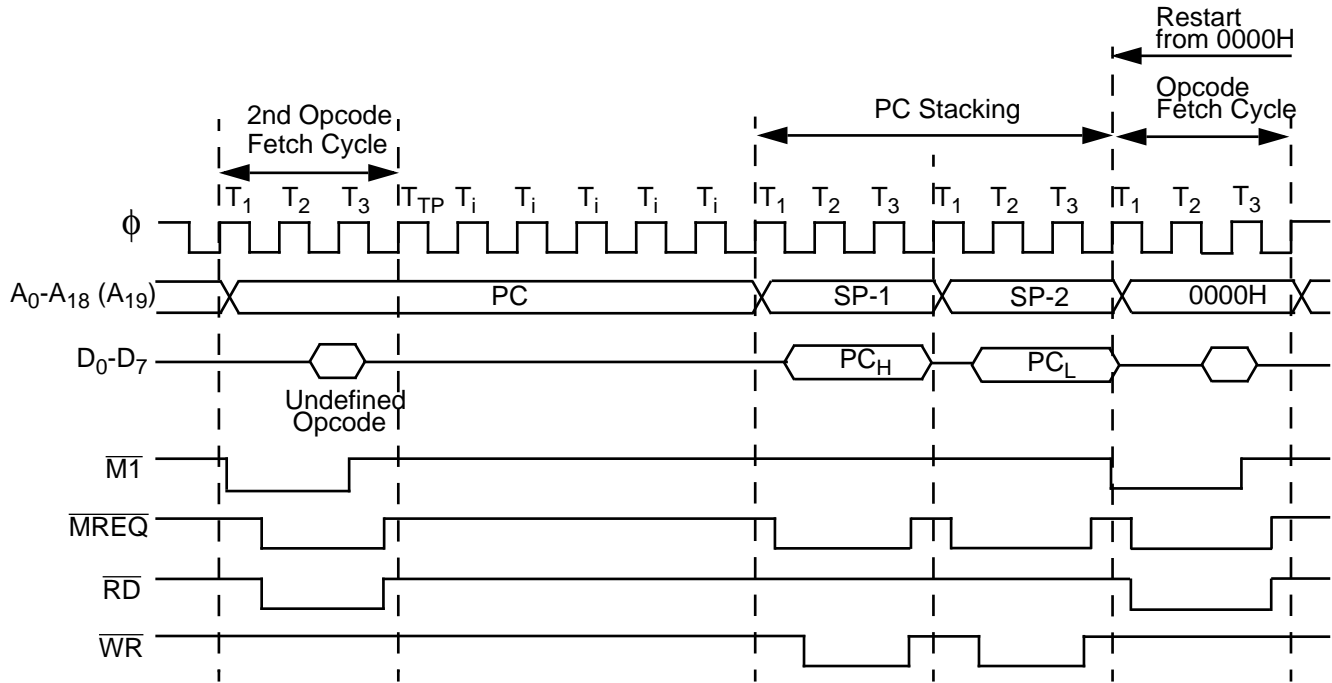 Restart
from 0000H
2nd Opcode
Fetch Cycle
PC Stacking
Opcode
Fetch Cycle
T1 T2 T3 TTP Ti Ti Ti Ti Ti T1 T2 T3 T1 T2 T3 T1 T2 T3
ϕ
A0-A18 (A19) PC SP-1 SP-2 0000H
D0-D7 PCH PCL
Undefined
Opcode
M1
MREQ
RD
WR